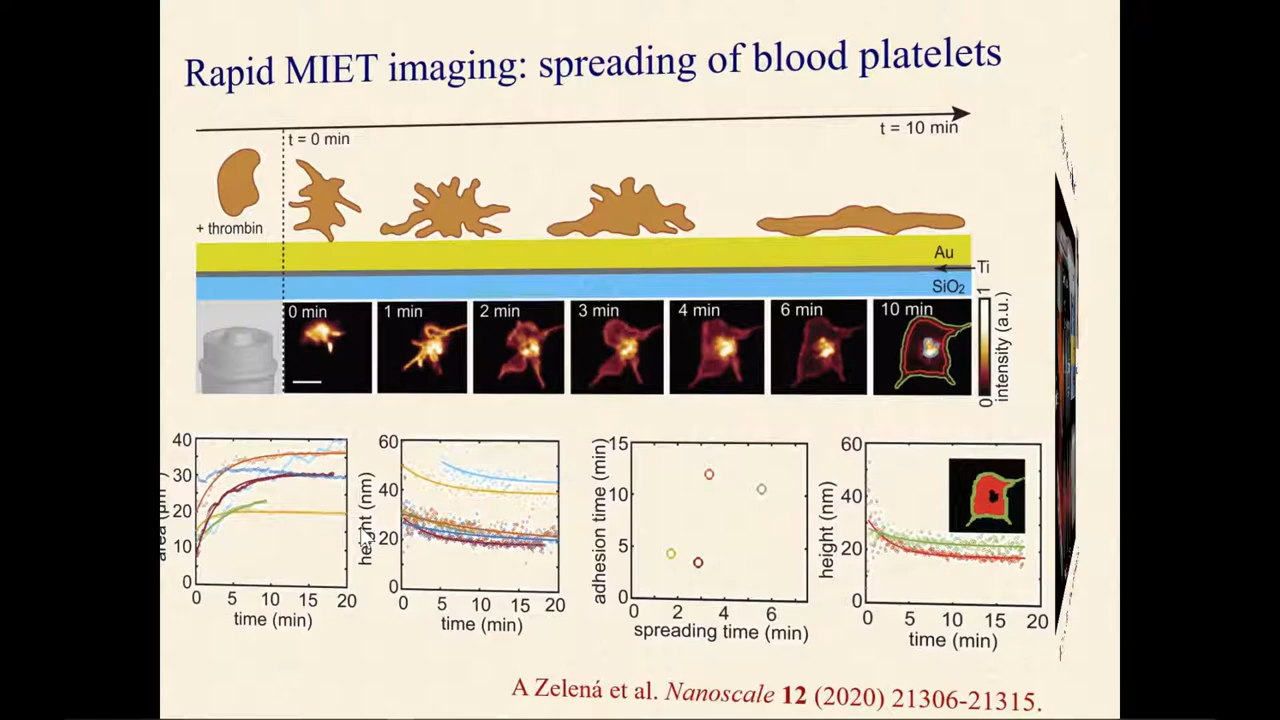 Rapid MIET imaging: spreading of blood platelets
t = 0 min
t = 10 min
+ thrombin
Au
Ti
SiO₂
0 min
1 min
2 min
3 min
4 min
6 min
10 min
0
1
intensity (a.u.)
40
30
20
10
0
0 5 10 15 20
time (min)
60
40
20
0
height (nm)
0 5 10 15 20
time (min)
15
10
5
0
adhesion time (min)
0 2 4 6
spreading time (min)
60
40
20
0
height (nm)
0 5 10 15 20
time (min)
A Zelená et al. Nanoscale 12 (2020) 21306-21315.